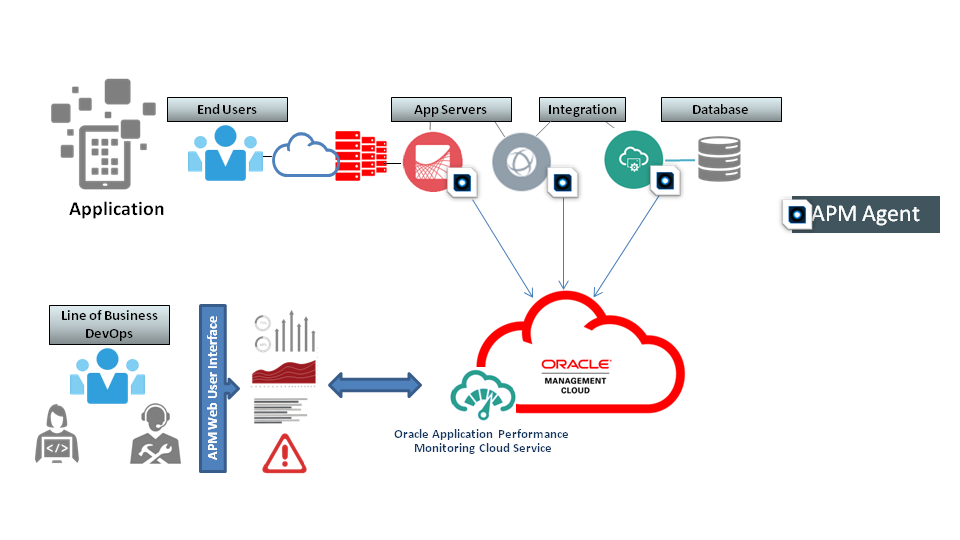 End Users
App Servers
Integration
Database
Application
APM Agent
Line of Business
DevOps
APM Web User Interface
</>
ORACLE®
MANAGEMENT
CLOUD
Oracle Application Performance
Monitoring Cloud Service